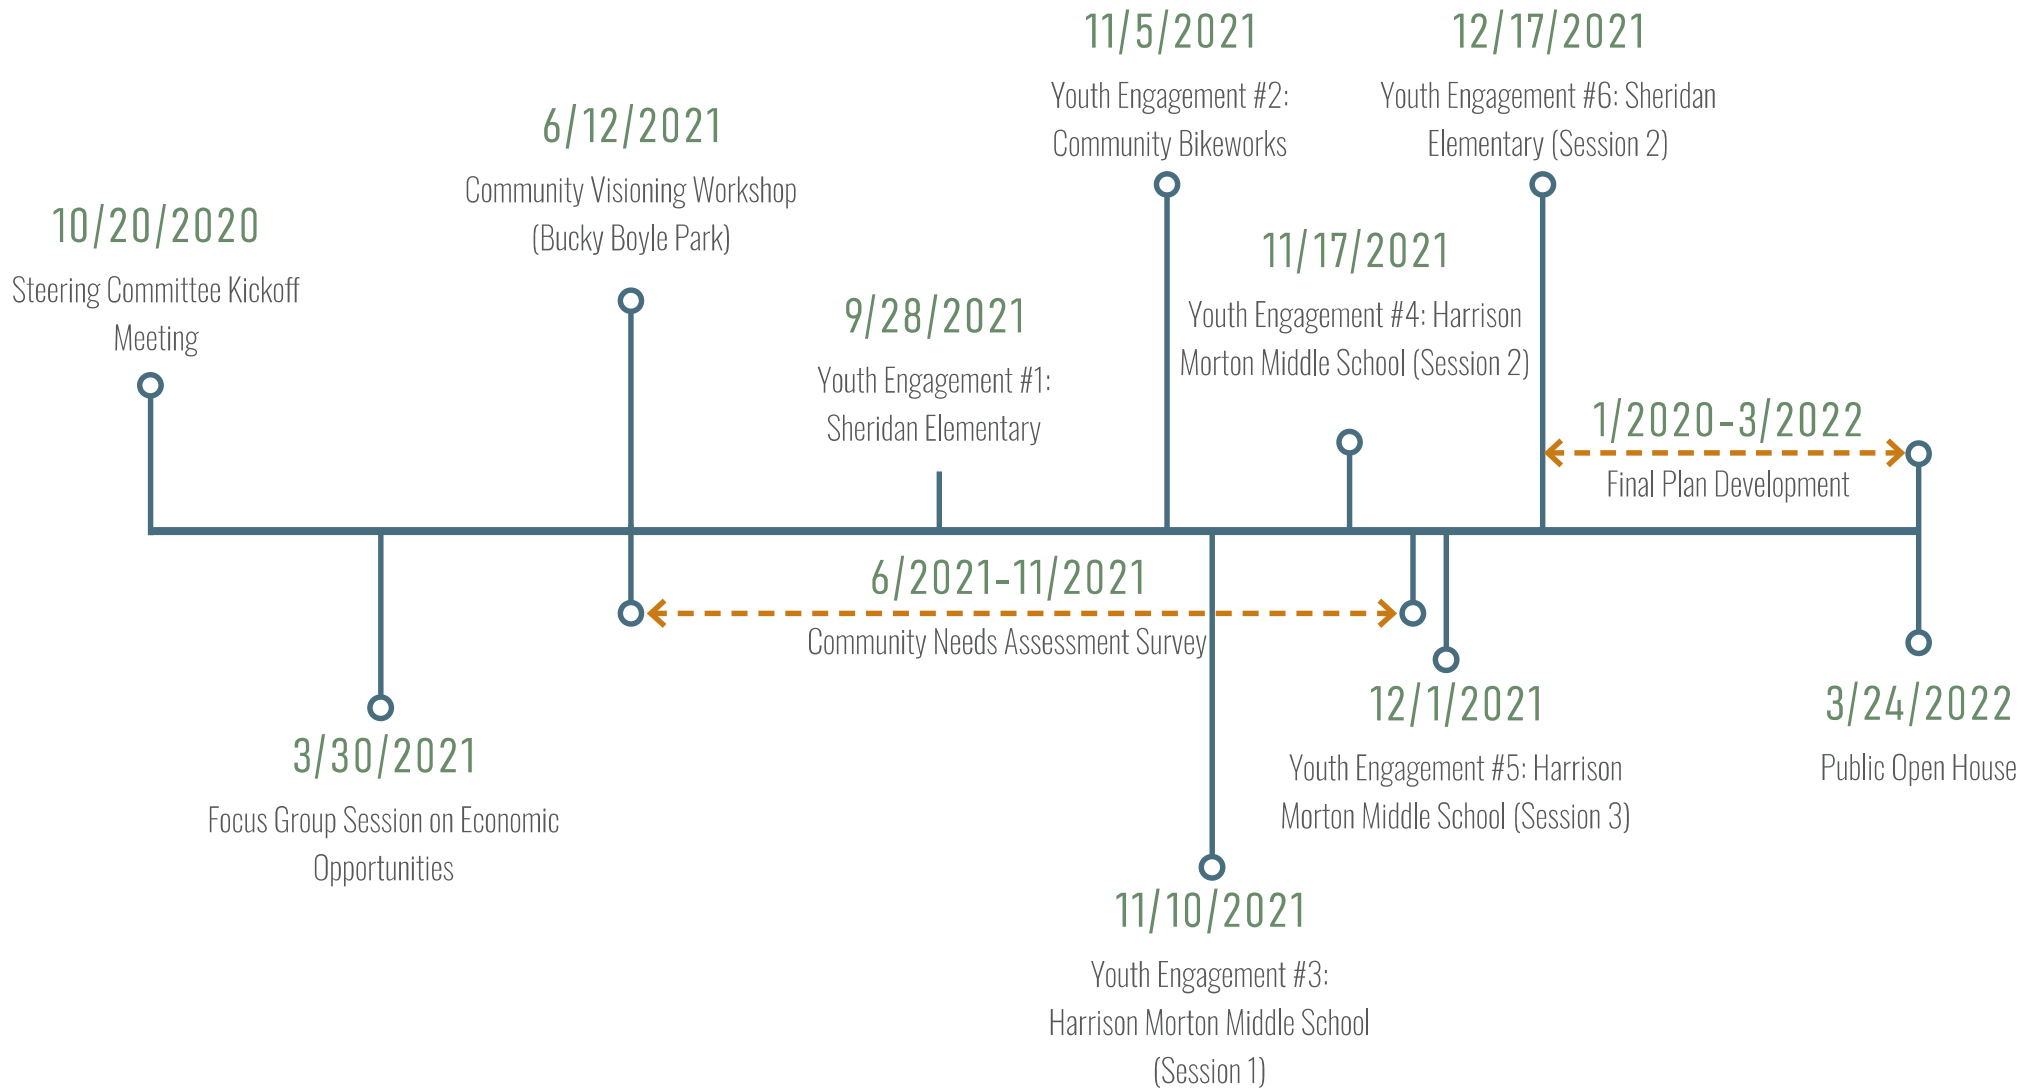 10/20/2020
Steering Committee Kickoff
Meeting
3/30/2021
Focus Group Session on Economic
Opportunities
6/12/2021
Community Visioning Workshop
(Bucky Boyle Park)
6/2021-11/2021
Community Needs Assessment Survey
9/28/2021
Youth Engagement #1:
Sheridan Elementary
11/5/2021
Youth Engagement #2:
Community Bikeworks
11/10/2021
Youth Engagement #3:
Harrison Morton Middle School
(Session 1)
11/17/2021
Youth Engagement #4: Harrison
Morton Middle School (Session 2)
12/1/2021
Youth Engagement #5: Harrison
Morton Middle School (Session 3)
12/17/2021
Youth Engagement #6: Sheridan
Elementary (Session 2)
1/2020-3/2022
Final Plan Development
3/24/2022
Public Open House